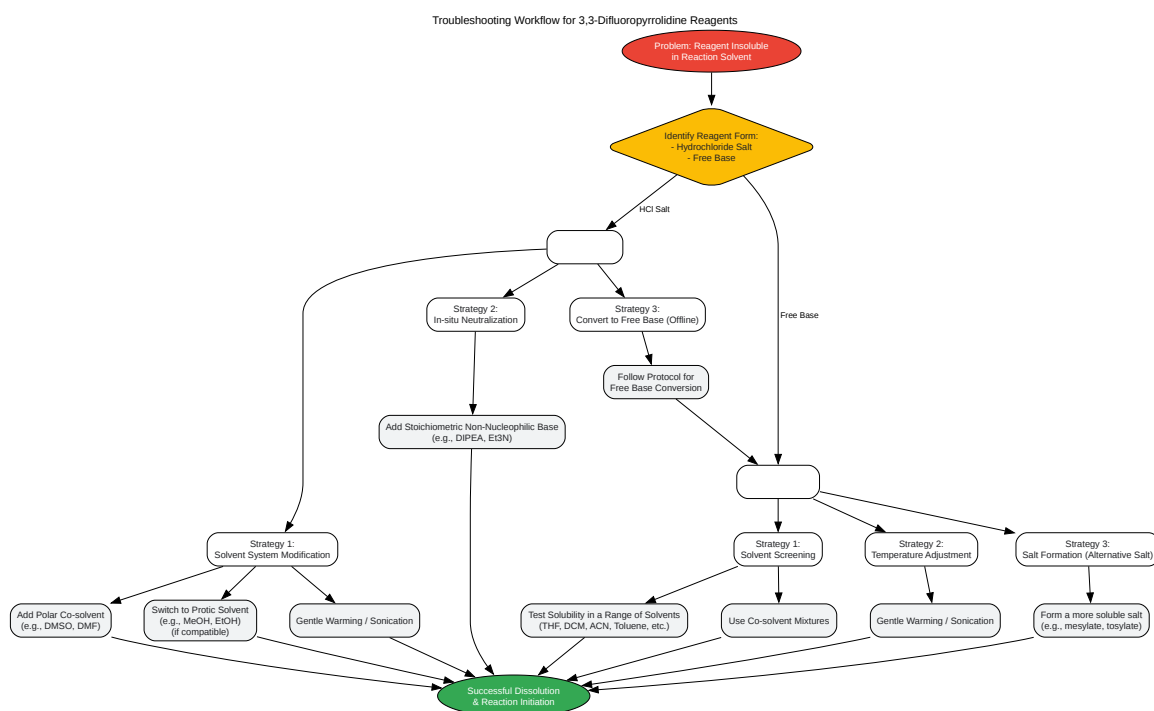 Troubleshooting Workflow for 3,3-Difluoropyrrolidine Reagents
Problem: Reagent Insoluble
in Reaction Solvent
Identify Reagent Form:
- Hydrochloride Salt
- Free Base
HCl Salt
Strategy 2:
In-situ Neutralization
Strategy 3:
Convert to Free Base (Offline)
Free Base
Follow Protocol for
Free Base Conversion
Add Stoichiometric Non-Nucleophilic Base
(e.g., DIPEA, Et3N)
Strategy 1:
Solvent System Modification
Strategy 1:
Solvent Screening
Strategy 2:
Temperature Adjustment
Strategy 3:
Salt Formation (Alternative Salt)
Add Polar Co-solvent
(e.g., DMSO, DMF)
Switch to Protic Solvent
(e.g., MeOH, EtOH)
(if compatible)
Gentle Warming / Sonication
Test Solubility in a Range of Solvents
(THF, DCM, ACN, Toluene, etc.)
Use Co-solvent Mixtures
Gentle Warming / Sonication
Form a more soluble salt
(e.g., mesylate, tosylate)
Successful Dissolution
& Reaction Initiation